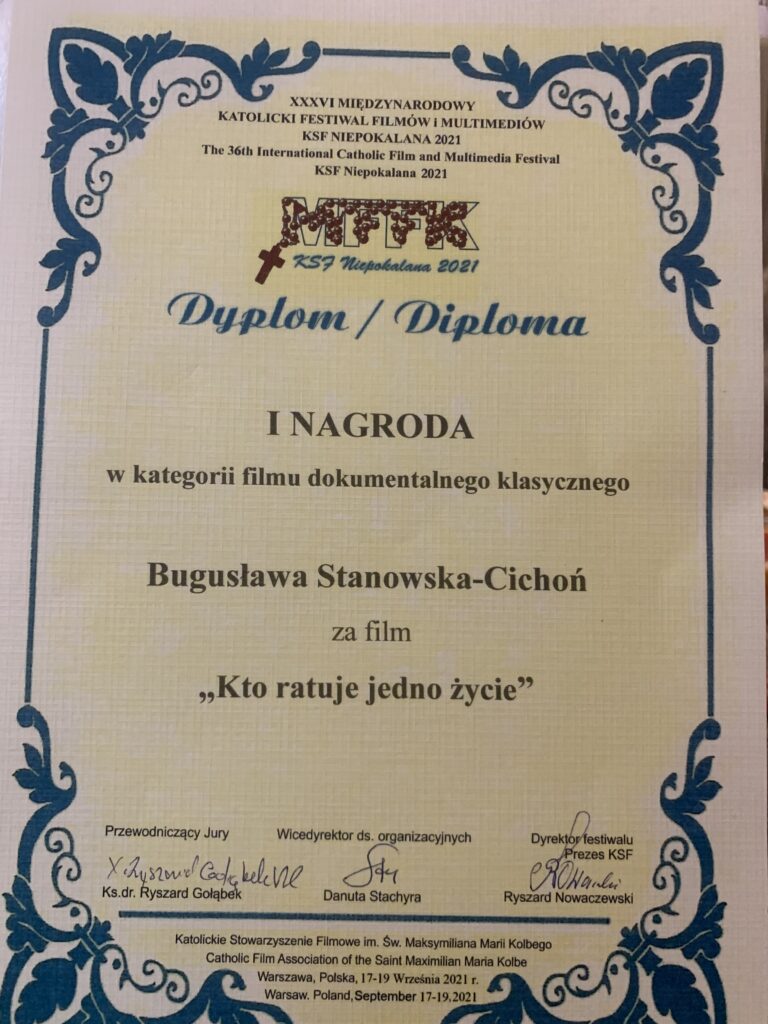 XXXVI MIĘDZYNARODOWY
KATOLICKI FESTIWAL FILMÓW i MULTIMEDIÓW
KSF NIEPOKALANA 2021
The 36th International Catholic Film and Multimedia Festival
KSF Niepokalana 2021
MFFK
KSF Niepokalana 2021
Dyplom / Diploma
I NAGRODA
w kategorii filmu dokumentalnego klasycznego
Bugusława Stanowska-Cichoń
za film
„Kto ratuje jedno życie”
Przewodniczący Jury
Ks.dr. Ryszard Gołąbek
Wicedyrektor ds. organizacyjnych
Danuta Stachyra
Dyrektor festiwalu
Prezes KSF
Ryszard Nowaczewski
Katolickie Stowarzyszenie Filmowe im. Św. Maksymiliana Marii Kolbego
Catholic Film Association of the Saint Maximilian Maria Kolbe
Warszawa, Polska, 17-19 Września 2021 r.
Warsaw. Poland,September 17-19,2021